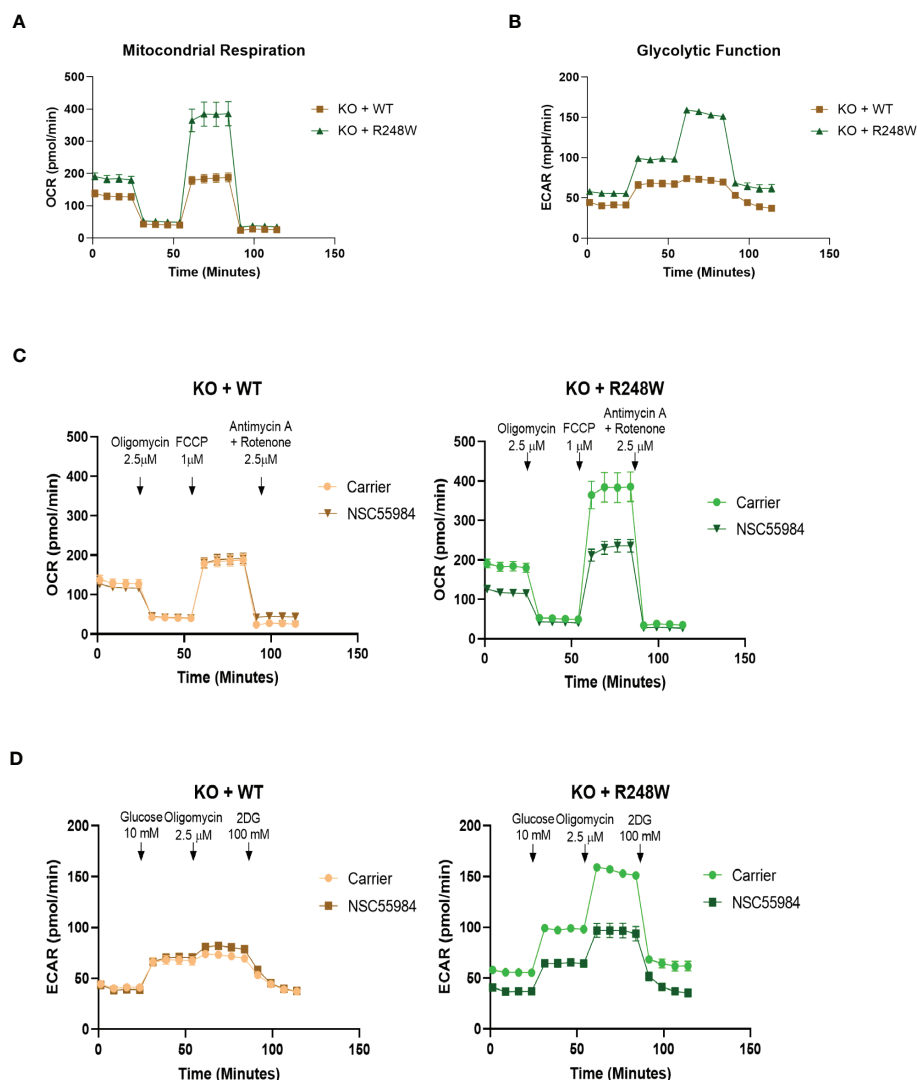 A
Mitocondrial Respiration
500
400
300
200
100
0
OCR (pmol/min)
0
50
100
150
Time (Minutes)
KO + WT
KO + R248W
B
Glycolytic Function
200
150
100
50
0
ECAR (mpH/min)
0
50
100
150
Time (Minutes)
KO + WT
KO + R248W
C
KO + WT
Oligomycin
2.5μM
FCCP
1μM
Antimycin A
+ Rotenone
2.5μM
500
400
300
200
100
0
OCR (pmol/min)
0
50
100
150
Time (Minutes)
Carrier
NSC55984
KO + R248W
Oligomycin
2.5 μM
FCCP
1 μM
Antimycin A
+ Rotenone
2.5 μM
500
400
300
200
100
0
OCR (pmol/min)
0
50
100
150
Time (Minutes)
Carrier
NSC55984
D
KO + WT
Glucose
10 mM
Oligomycin
2.5 μM
2DG
100 mM
200
150
100
50
0
ECAR (pmol/min)
0
50
100
150
Time (Minutes)
Carrier
NSC55984
KO + R248W
Glucose
10 mM
Oligomycin
2.5 μM
2DG
100 mM
200
150
100
50
0
ECAR (pmol/min)
0
50
100
150
Time (Minutes)
Carrier
NSC55984